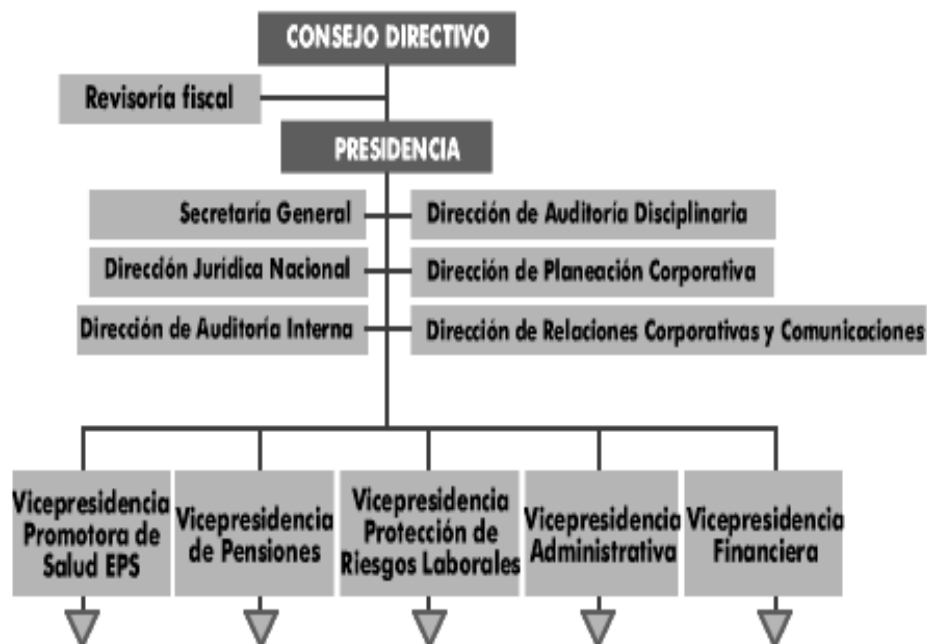 CONSEJO DIRECTIVO
Revisoría fiscal
PRESIDENCIA
Secretaría General
Dirección de Auditoría Disciplinaria
Dirección Jurídica Nacional
Dirección de Planeación Corporativa
Dirección de Auditoría Interna
Dirección de Relaciones Corporativas y Comunicaciones
Vicepresidencia
Promotora de
Salud EPS
Vicepresidencia
de Pensiones
Vicepresidencia
Protección de
Riesgos Laborales
Vicepresidencia
Administrativa
Vicepresidencia
Financiera